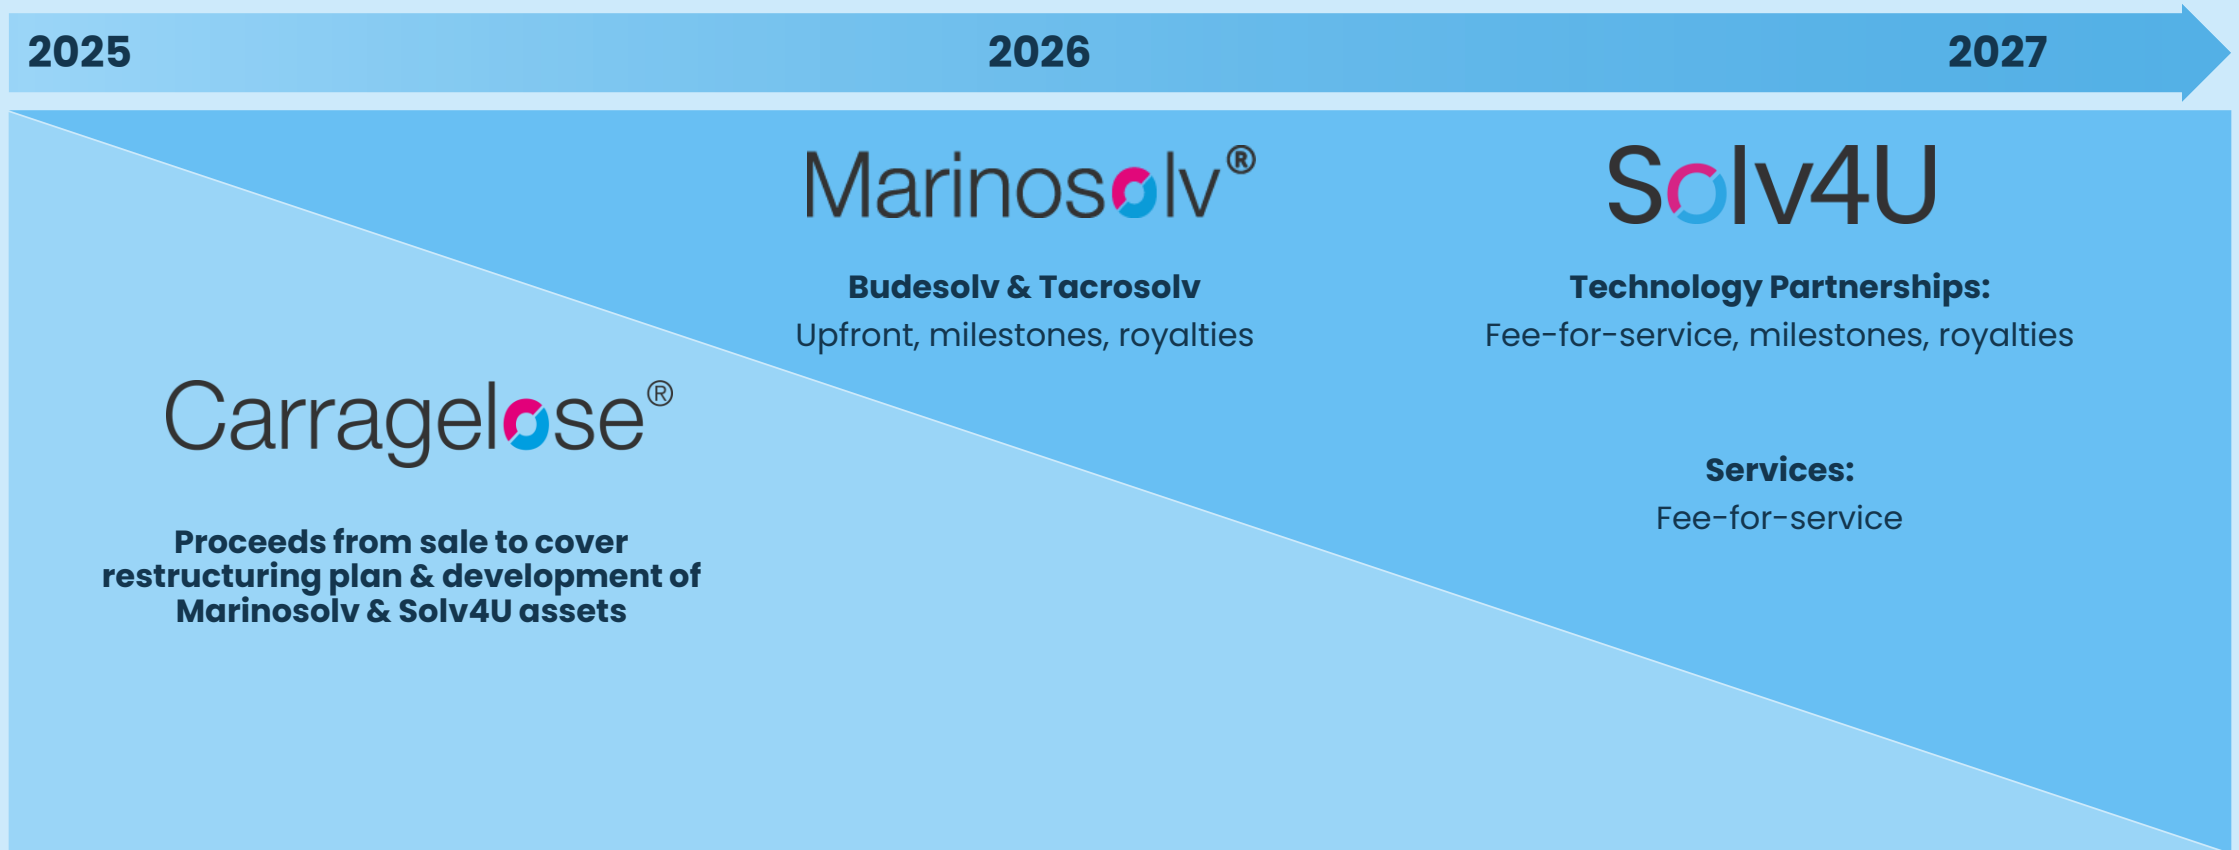 2025 2026 2027
Marinosolv®
Budesolv & Tacrosolv
Upfront, milestones, royalties
Solv4U
Technology Partnerships:
Fee-for-service, milestones, royalties
Services:
Fee-for-service
Carragelose®
Proceeds from sale to cover
restructuring plan & development of
Marinosolv & Solv4U assets